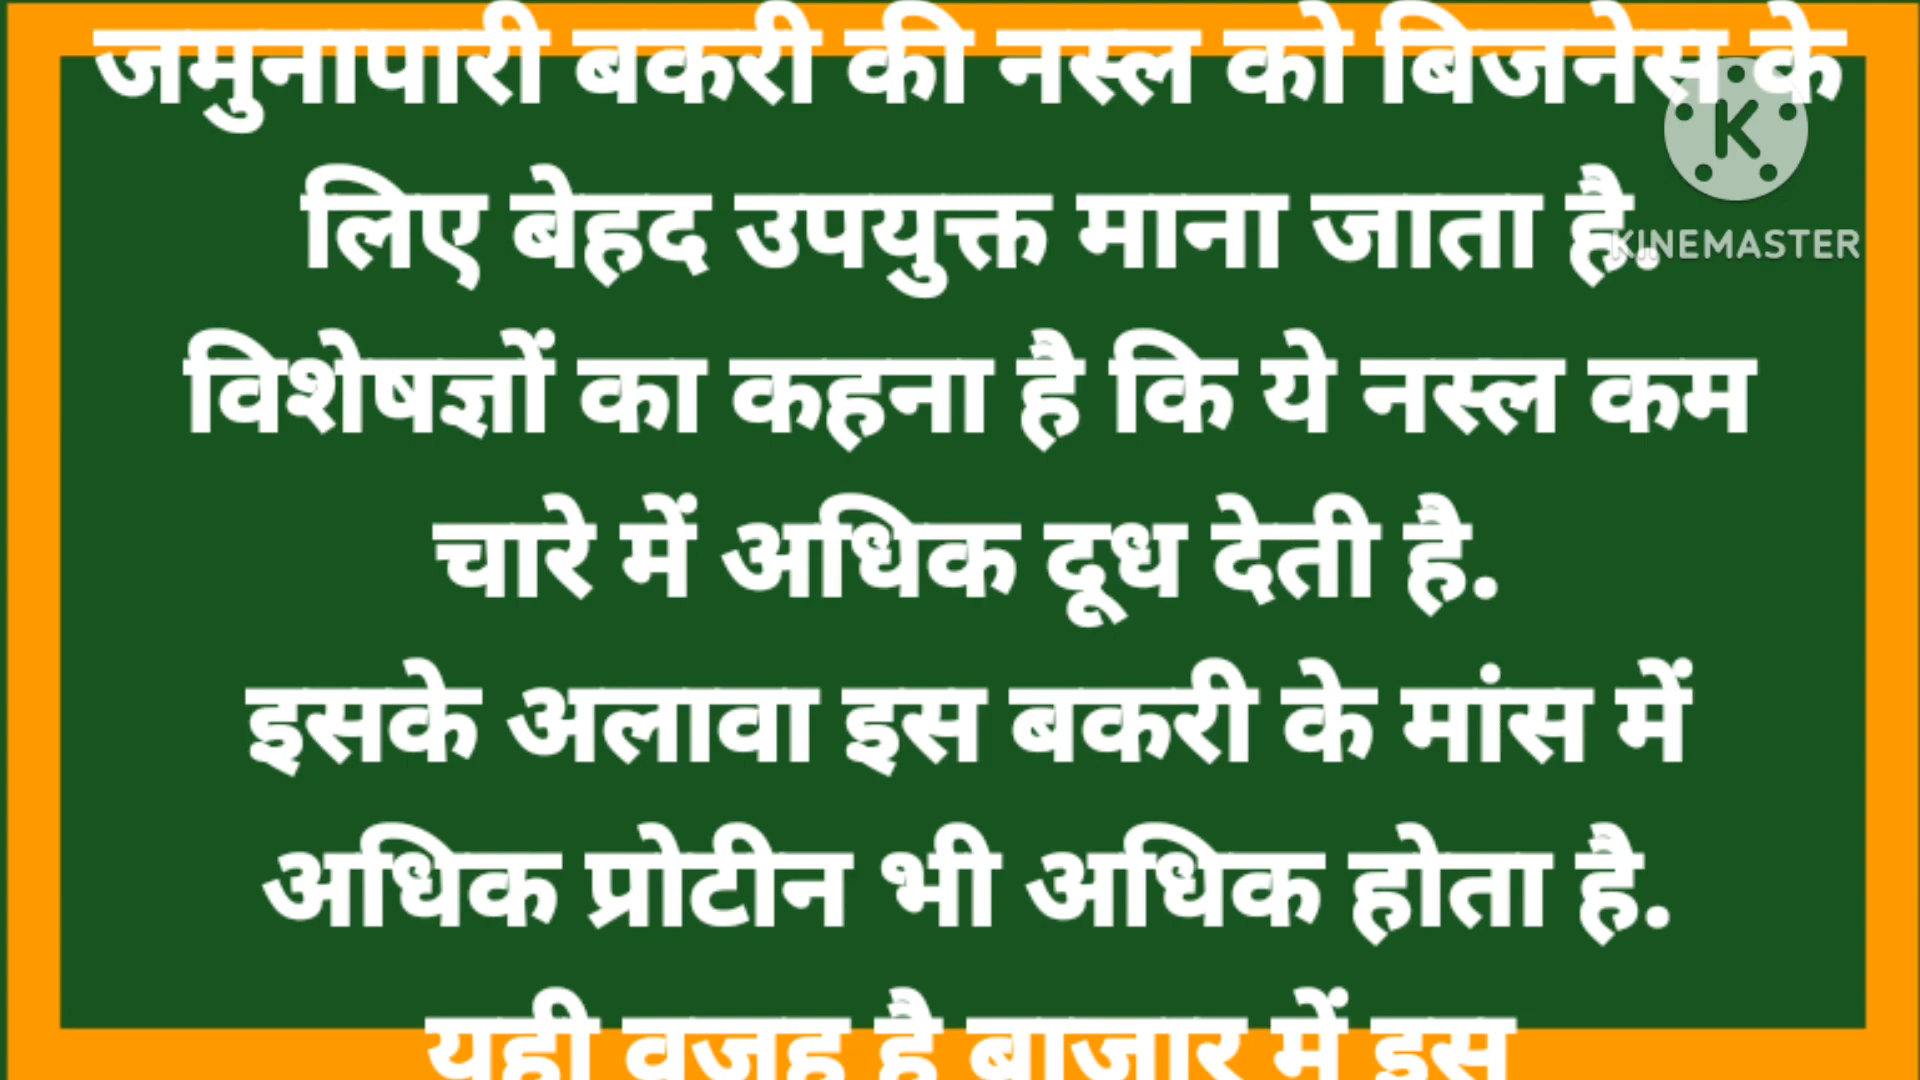 जमुनापारी बकरी की नस्ल को बिजनेस के
लिए बेहद उपयुक्त माना जाता है.
KINEMASTER
विशेषज्ञों का कहना है कि ये नस्ल कम
चारे में अधिक दूध देती है.
इसके अलावा इस बकरी के मांस में
अधिक प्रोटीन भी अधिक होता है.
यही वजह है बाजार में इस